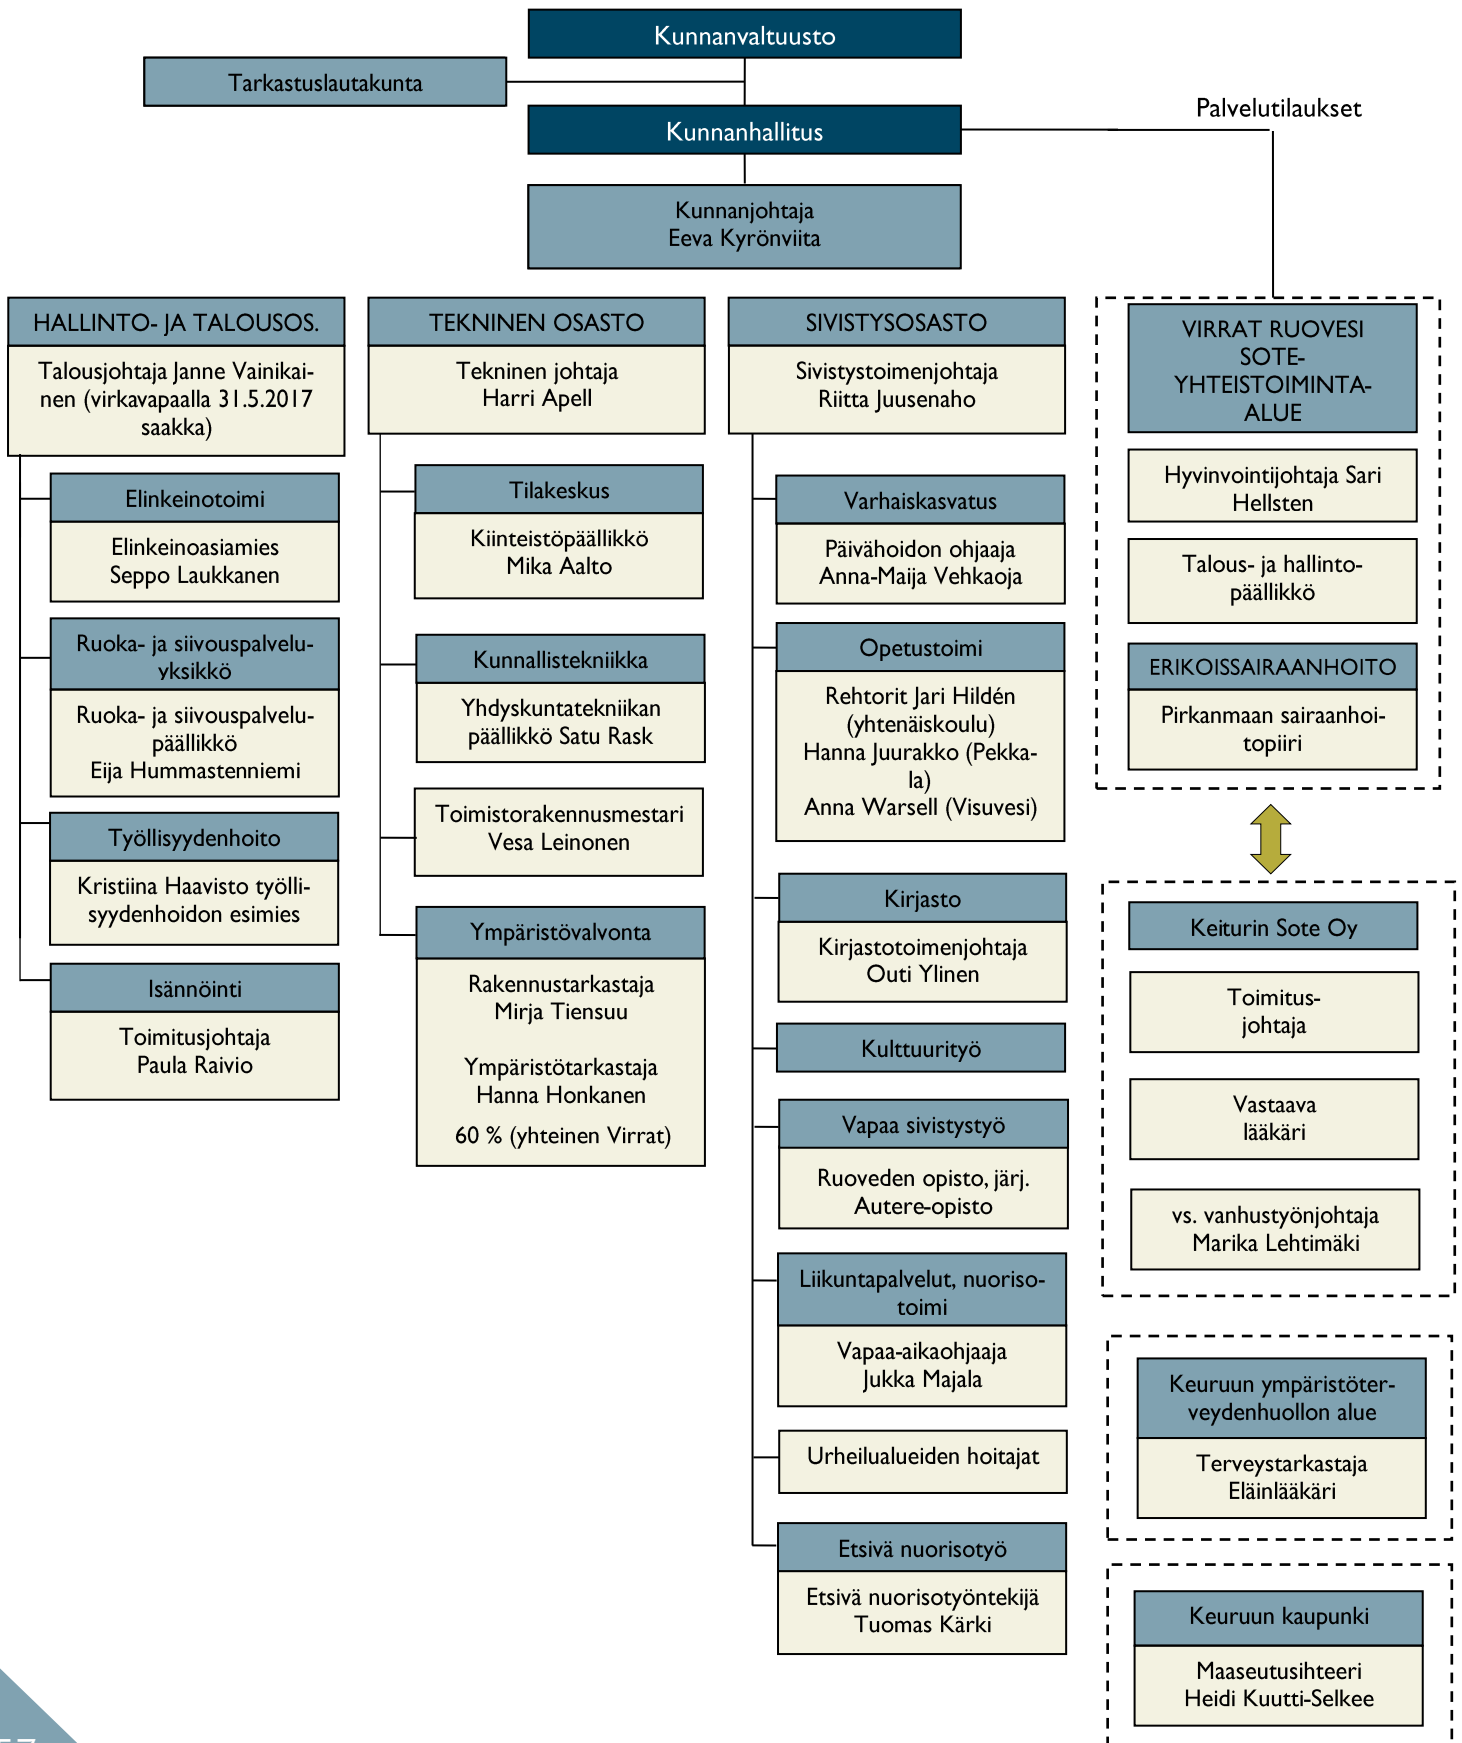 Kunnanvaltuusto
Tarkastuslautakunta
Kunnanhallitus
Palvelutilaukset
Kunnanjohtaja
Eeva Kyrönviita
HALLINTO- JA TALOUSOS.
Talousjohtaja Janne Vainikai-
nen (virkavapaalla 31.5.2017
saakka)
Elinkeinotoimi
Elinkeinoasiamies
Seppo Laukkanen
Ruoka- ja siivouspalvelu-
yksikkö
Ruoka- ja siivouspalvelu-
päällikkö
Eija Hummastenniemi
Työllisyydenhoito
Kristiina Haavisto työlli-
syydenhoidon esimies
Isännöinti
Toimitusjohtaja
Paula Raivio
TEKNINEN OSASTO
Tekninen johtaja
Harri Apell
Tilakeskus
Kiinteistöpäällikkö
Mika Aalto
Kunnallistekniikka
Yhdyskuntatekniikan
päällikkö Satu Rask
Toimistorakennusmestari
Vesa Leinonen
Ympäristövalvonta
Rakennustarkastaja
Mirja Tiensuu
Ympäristötarkastaja
Hanna Honkanen
60 % (yhteinen Virrat)
SIVISTYSOSASTO
Sivistystoimenjohtaja
Riitta Juusenaho
Varhaiskasvatus
Päivähoidon ohjaaja
Anna-Maija Vehkaoja
Opetustoimi
Rehtorit Jari Hildén
(yhtenäiskoulu)
Hanna Juurakko (Pekka-
la)
Anna Warsell (Visuvesi)
Kirjasto
Kirjastotoimenjohtaja
Outi Ylinen
Kulttuurityö
Vapaa sivistystyö
Ruoveden opisto, järj.
Autere-opisto
Liikuntapalvelut, nuoriso-
toimi
Vapaa-aikaohjaaja
Jukka Majala
Urheilualueiden hoitajat
Etsivä nuorisotyö
Etsivä nuorisotyöntekijä
Tuomas Kärki
VIRRAT RUOVESI
SOTE-
YHTEISTOIMINTA-
ALUE
Hyvinvointijohtaja Sari
Hellsten
Talous- ja hallinto-
päällikkö
ERIKOISSAIRAANHOITO
Pirkanmaan sairaanhoi-
topiiri
Keiturin Sote Oy
Toimitus-
johtaja
Vastaava
lääkäri
vs. vanhustyönjohtaja
Marika Lehtimäki
Keuruun ympäristöter-
veydenhuollon alue
Terveystarkastaja
Eläinlääkäri
Keuruun kaupunki
Maaseutusihteeri
Heidi Kuutti-Selkee